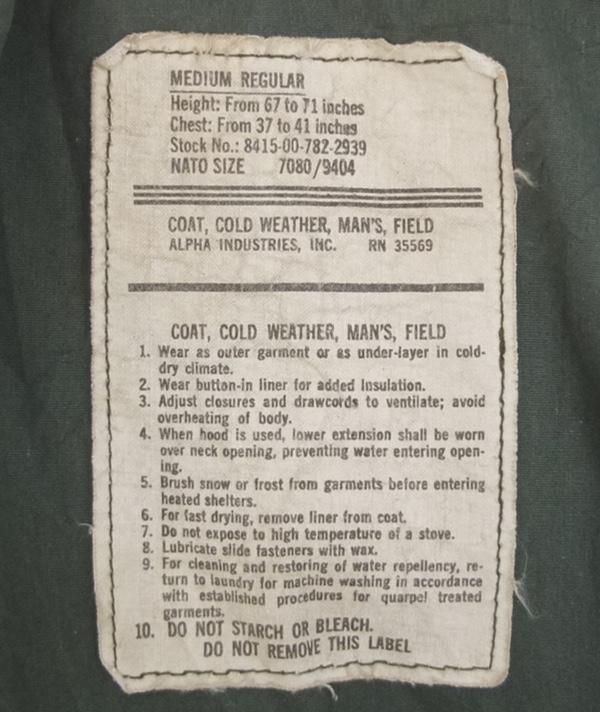 MEDIUM REGULAR
Height: From 67 to 71 inches
Chest: From 37 to 41 inches
Stock No.: 8415-00-782-2939
NATO SIZE 7080/9404
COAT, COLD WEATHER, MAN'S, FIELD
ALPHA INDUSTRIES, INC. RN 35569
COAT, COLD WEATHER, MAN'S, FIELD
1. Wear as outer garment or as under-layer in cold-
dry climate.
2. Wear button-in liner for added Insulation.
3. Adjust closures and drawcords to ventilate; avoid
overheating of body.
4. When hood is used, lower extension shall be worn
over neck opening, preventing water entering open-
ing.
5. Brush snow or frost from garments before entering
heated shelters.
6. For fast drying, remove liner from coat.
7. Do not expose to high temperature of a stove.
8. Lubricate slide fasteners with wax.
9. For cleaning and restoring of water repellency, re-
turn to laundry for machine washing in accordance
with established procedures for quarpel treated
garments.
10. DO NOT STARCH OR BLEACH.
DO NOT REMOVE THIS LABEL